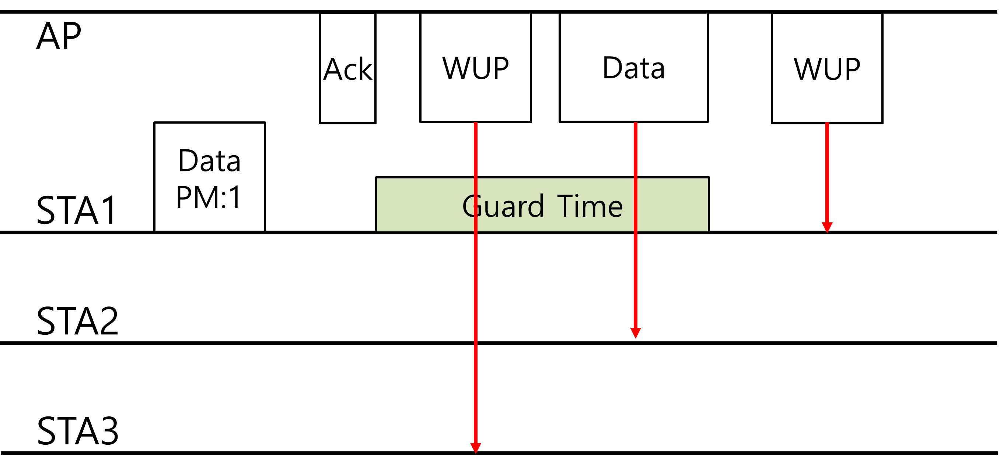 AP
Ack
WUP
Data
WUP
Data
PM:1
STA1
Guard Time
STA2
STA3